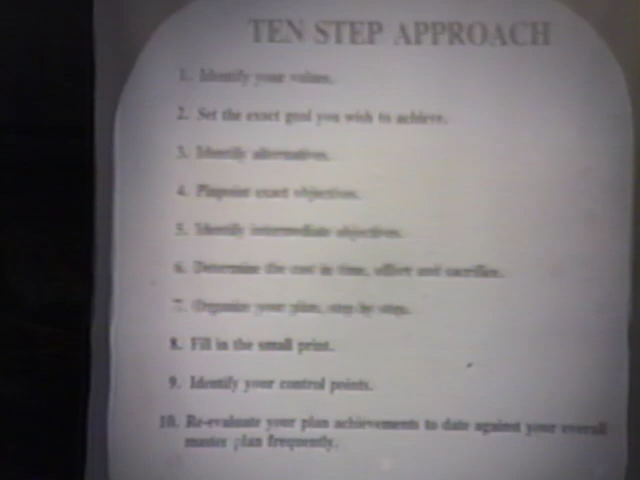 TEN STEP APPROACH
1. Identify your values.
2. Set the exact goal you wish to achieve.
3. Identify alternatives.
4. Pinpoint exact objectives.
5. Identify intermediate objectives.
6. Determine the cost in time, effort and sacrifice.
7. Organize your plan, step by step.
8. Fill in the small print.
9. Identify your control points.
10. Re-evaluate your plan achievements to date against your overall
master plan frequently.